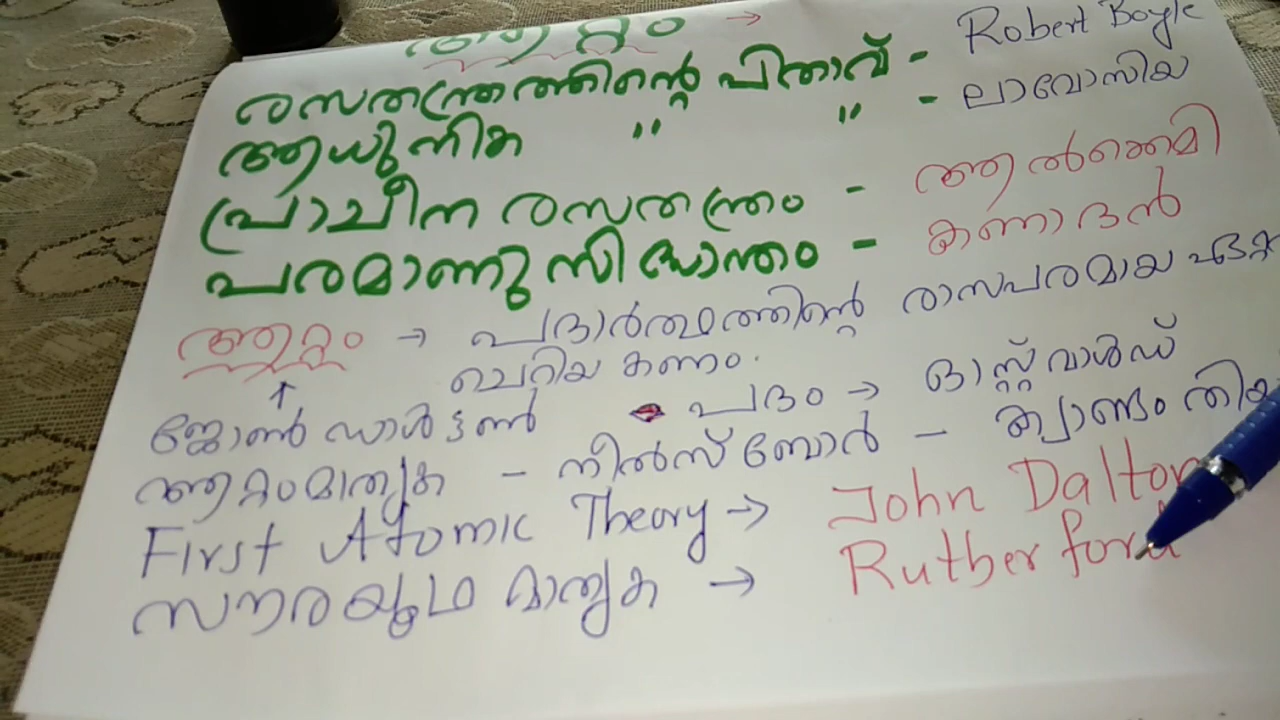 ആറ്റം →
രസതന്ത്രത്തിന്റെ പിതാവ് - Robert Boyle
ആധുനിക " " - ലാവോസിയ
പ്രാചീന രസതന്ത്രം - ആൽക്കെമി
പരമാണു സിദ്ധാന്തം - കണാദൻ
ആറ്റം → പദാർത്ഥത്തിന്റെ രാസപരമായ
ചെറിയ കണം.
↑
ജോൺ ഡാൾട്ടൺ പദം → ഓസ്റ്റ് വാൾഡ്
ആറ്റംമാതൃക - നീൽസ് ബോർ - ക്വാണ്ടം
First Atomic Theory → John Dalton
സൗരയൂഥ മാതൃക → Rutherford